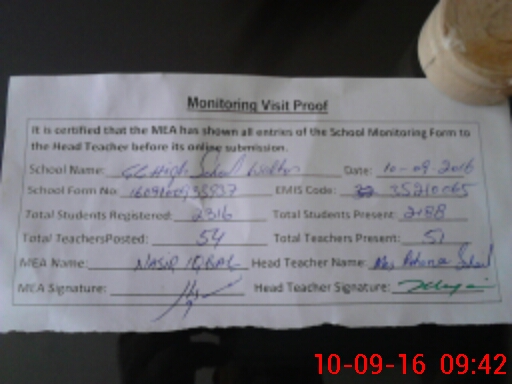 Monitoring Visit Proof
It is certified that the MEA has shown all entries of the School Monitoring Form to
the Head Teacher before its online submission.
School Name: High School Walton Date: 10-09-2016
School Form No: EMIS Code: 35210065
Total Students Registered: 2316 Total Students Present: 2188
Total TeachersPosted: 54 Total Teachers Present: 51
MEA Name: NASIR IQBAL Head Teacher Name: Mrs
MEA Signature: Head Teacher Signature:
10-09-16 09:42